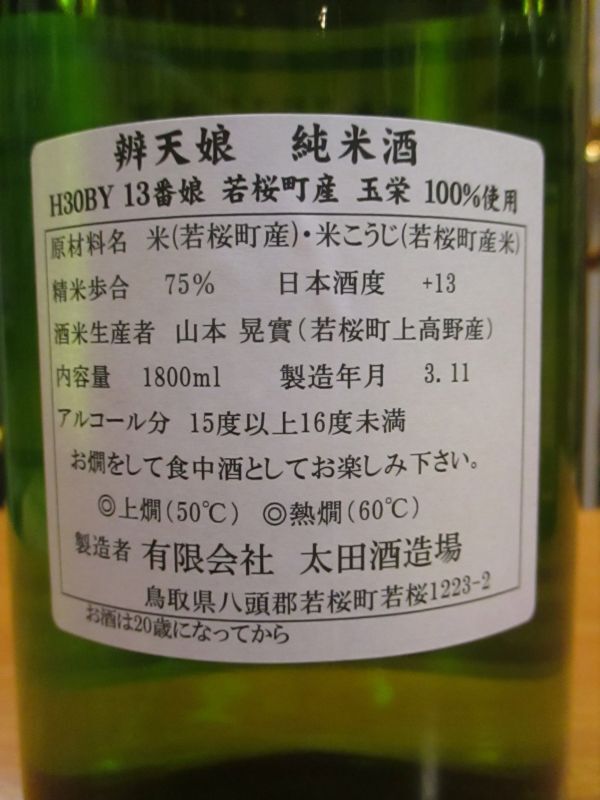 辨天娘 純米酒
H30BY 13番娘 若桜町産 玉栄 100%使用
原材料名 米(若桜町産)・米こうじ(若桜町産米)
精米歩合 75% 日本酒度 +13
酒米生産者 山本 晃實(若桜町上高野産)
内容量 1800ml 製造年月 3.11
アルコール分 15度以上16度未満
お燗をして食中酒としてお楽しみ下さい。
◎上燗(50℃) ◎熱燗(60℃)
製造者 有限会社 太田酒造場
鳥取県八頭郡若桜町若桜1223-2
お酒は20歳になってから